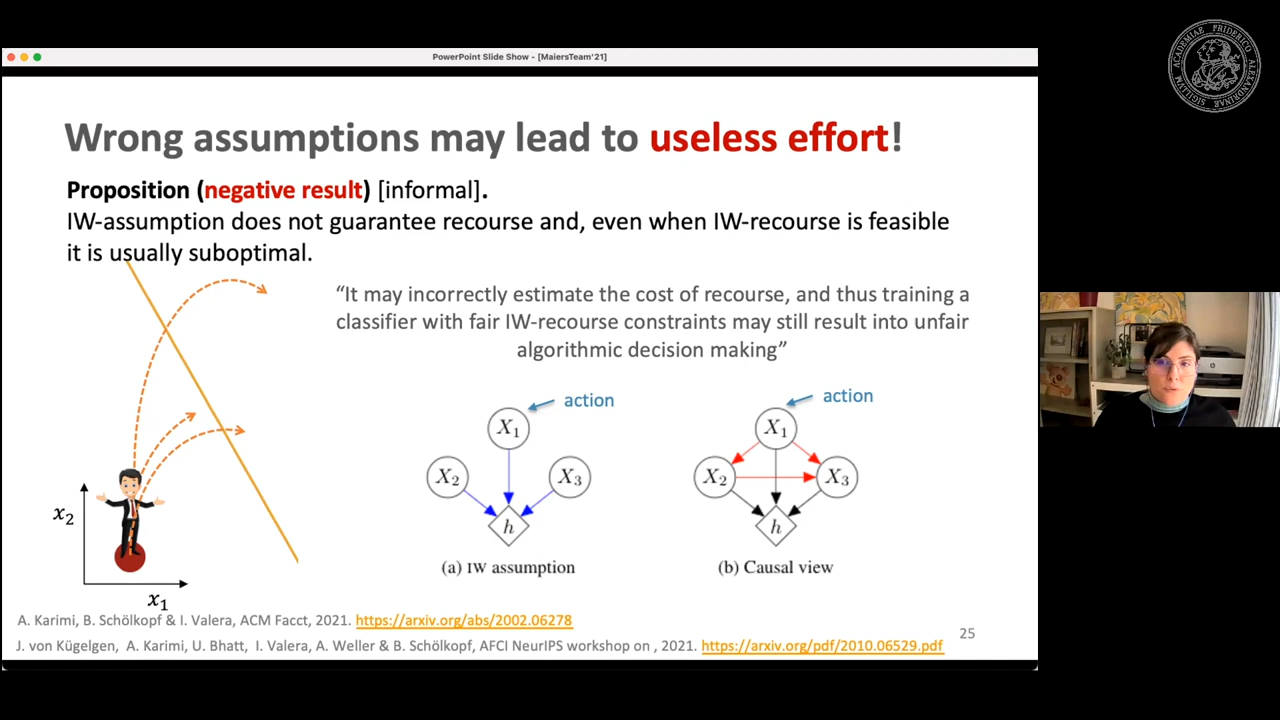 PowerPoint Slide Show - [MaiersTeam'21]
ACADEMIAE FRIDERICO ALEXANDRINAE SIGILLVM
Wrong assumptions may lead to useless effort!
Proposition (negative result) [informal].
IW-assumption does not guarantee recourse and, even when IW-recourse is feasible
it is usually suboptimal.
“It may incorrectly estimate the cost of recourse, and thus training a
classifier with fair IW-recourse constraints may still result into unfair
algorithmic decision making”
action
X1
X2
X3
h
(a) IW assumption
action
X1
X2
X3
h
(b) Causal view
x2
x1
A. Karimi, B. Schölkopf & I. Valera, ACM Facct, 2021. https://arxiv.org/abs/2002.06278
25
J. von Kügelgen, A. Karimi, U. Bhatt, I. Valera, A. Weller & B. Schölkopf, AFCI NeurIPS workshop on , 2021. https://arxiv.org/pdf/2010.06529.pdf